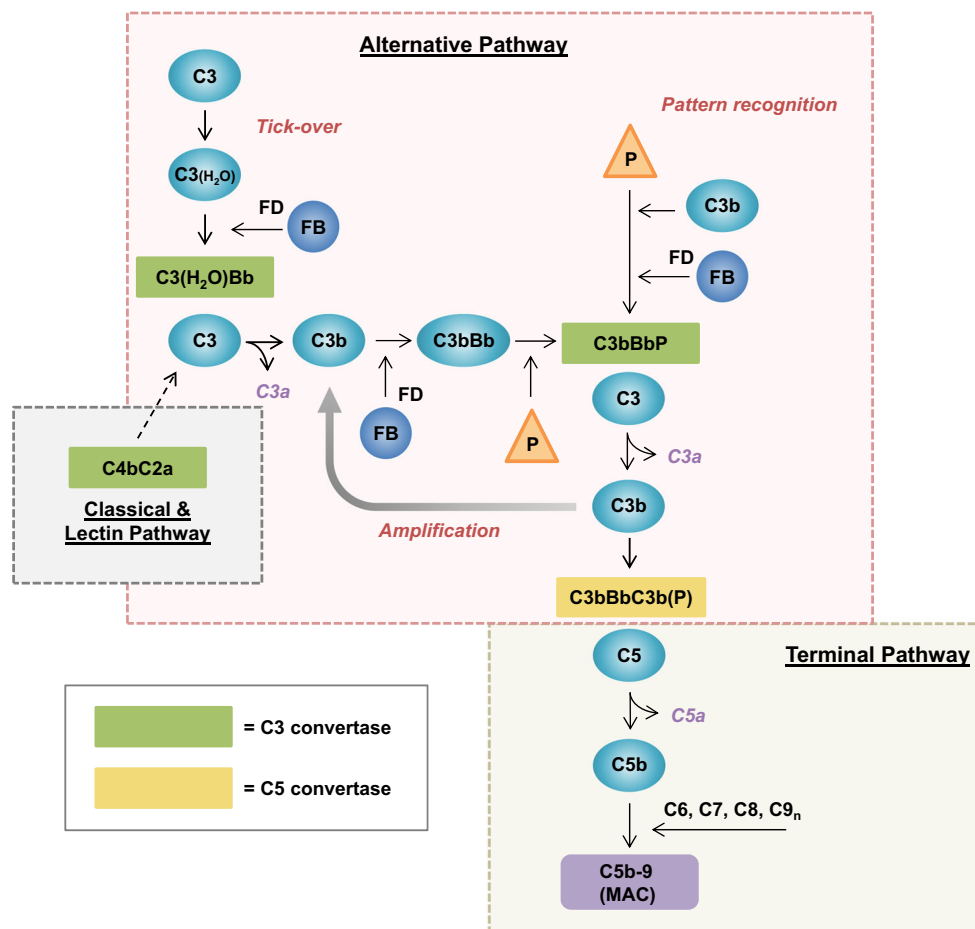 Alternative Pathway
C3
Tick-over
Pattern recognition
P
C3(H₂O)
C3b
FD
FB
FD
FB
C3(H₂O)Bb
C3
C3b
C3bBb
C3bBbP
C3a
FD
FB
P
C3
C3a
C4bC2a
Classical &
Lectin Pathway
C3b
Amplification
C3bBbC3b(P)
C5
Terminal Pathway
C5a
= C3 convertase
C5b
= C5 convertase
C6, C7, C8, C9ₙ
C5b-9
(MAC)